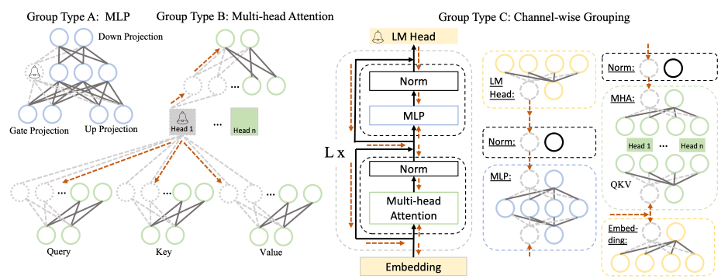 Group Type A: MLP
Group Type B: Multi-head Attention
Group Type C: Channel-wise Grouping
Down Projection
Gate Projection
Up Projection
Head 1
...
Head n
...
...
...
...
Query
Key
Value
LM Head
Norm
MLP
L x
Norm
Multi-head
Attention
Embedding
LM
Head:
Norm:
MLP:
Norm:
MHA:
Head 1
...
Head n
QKV
Embed-
ding: